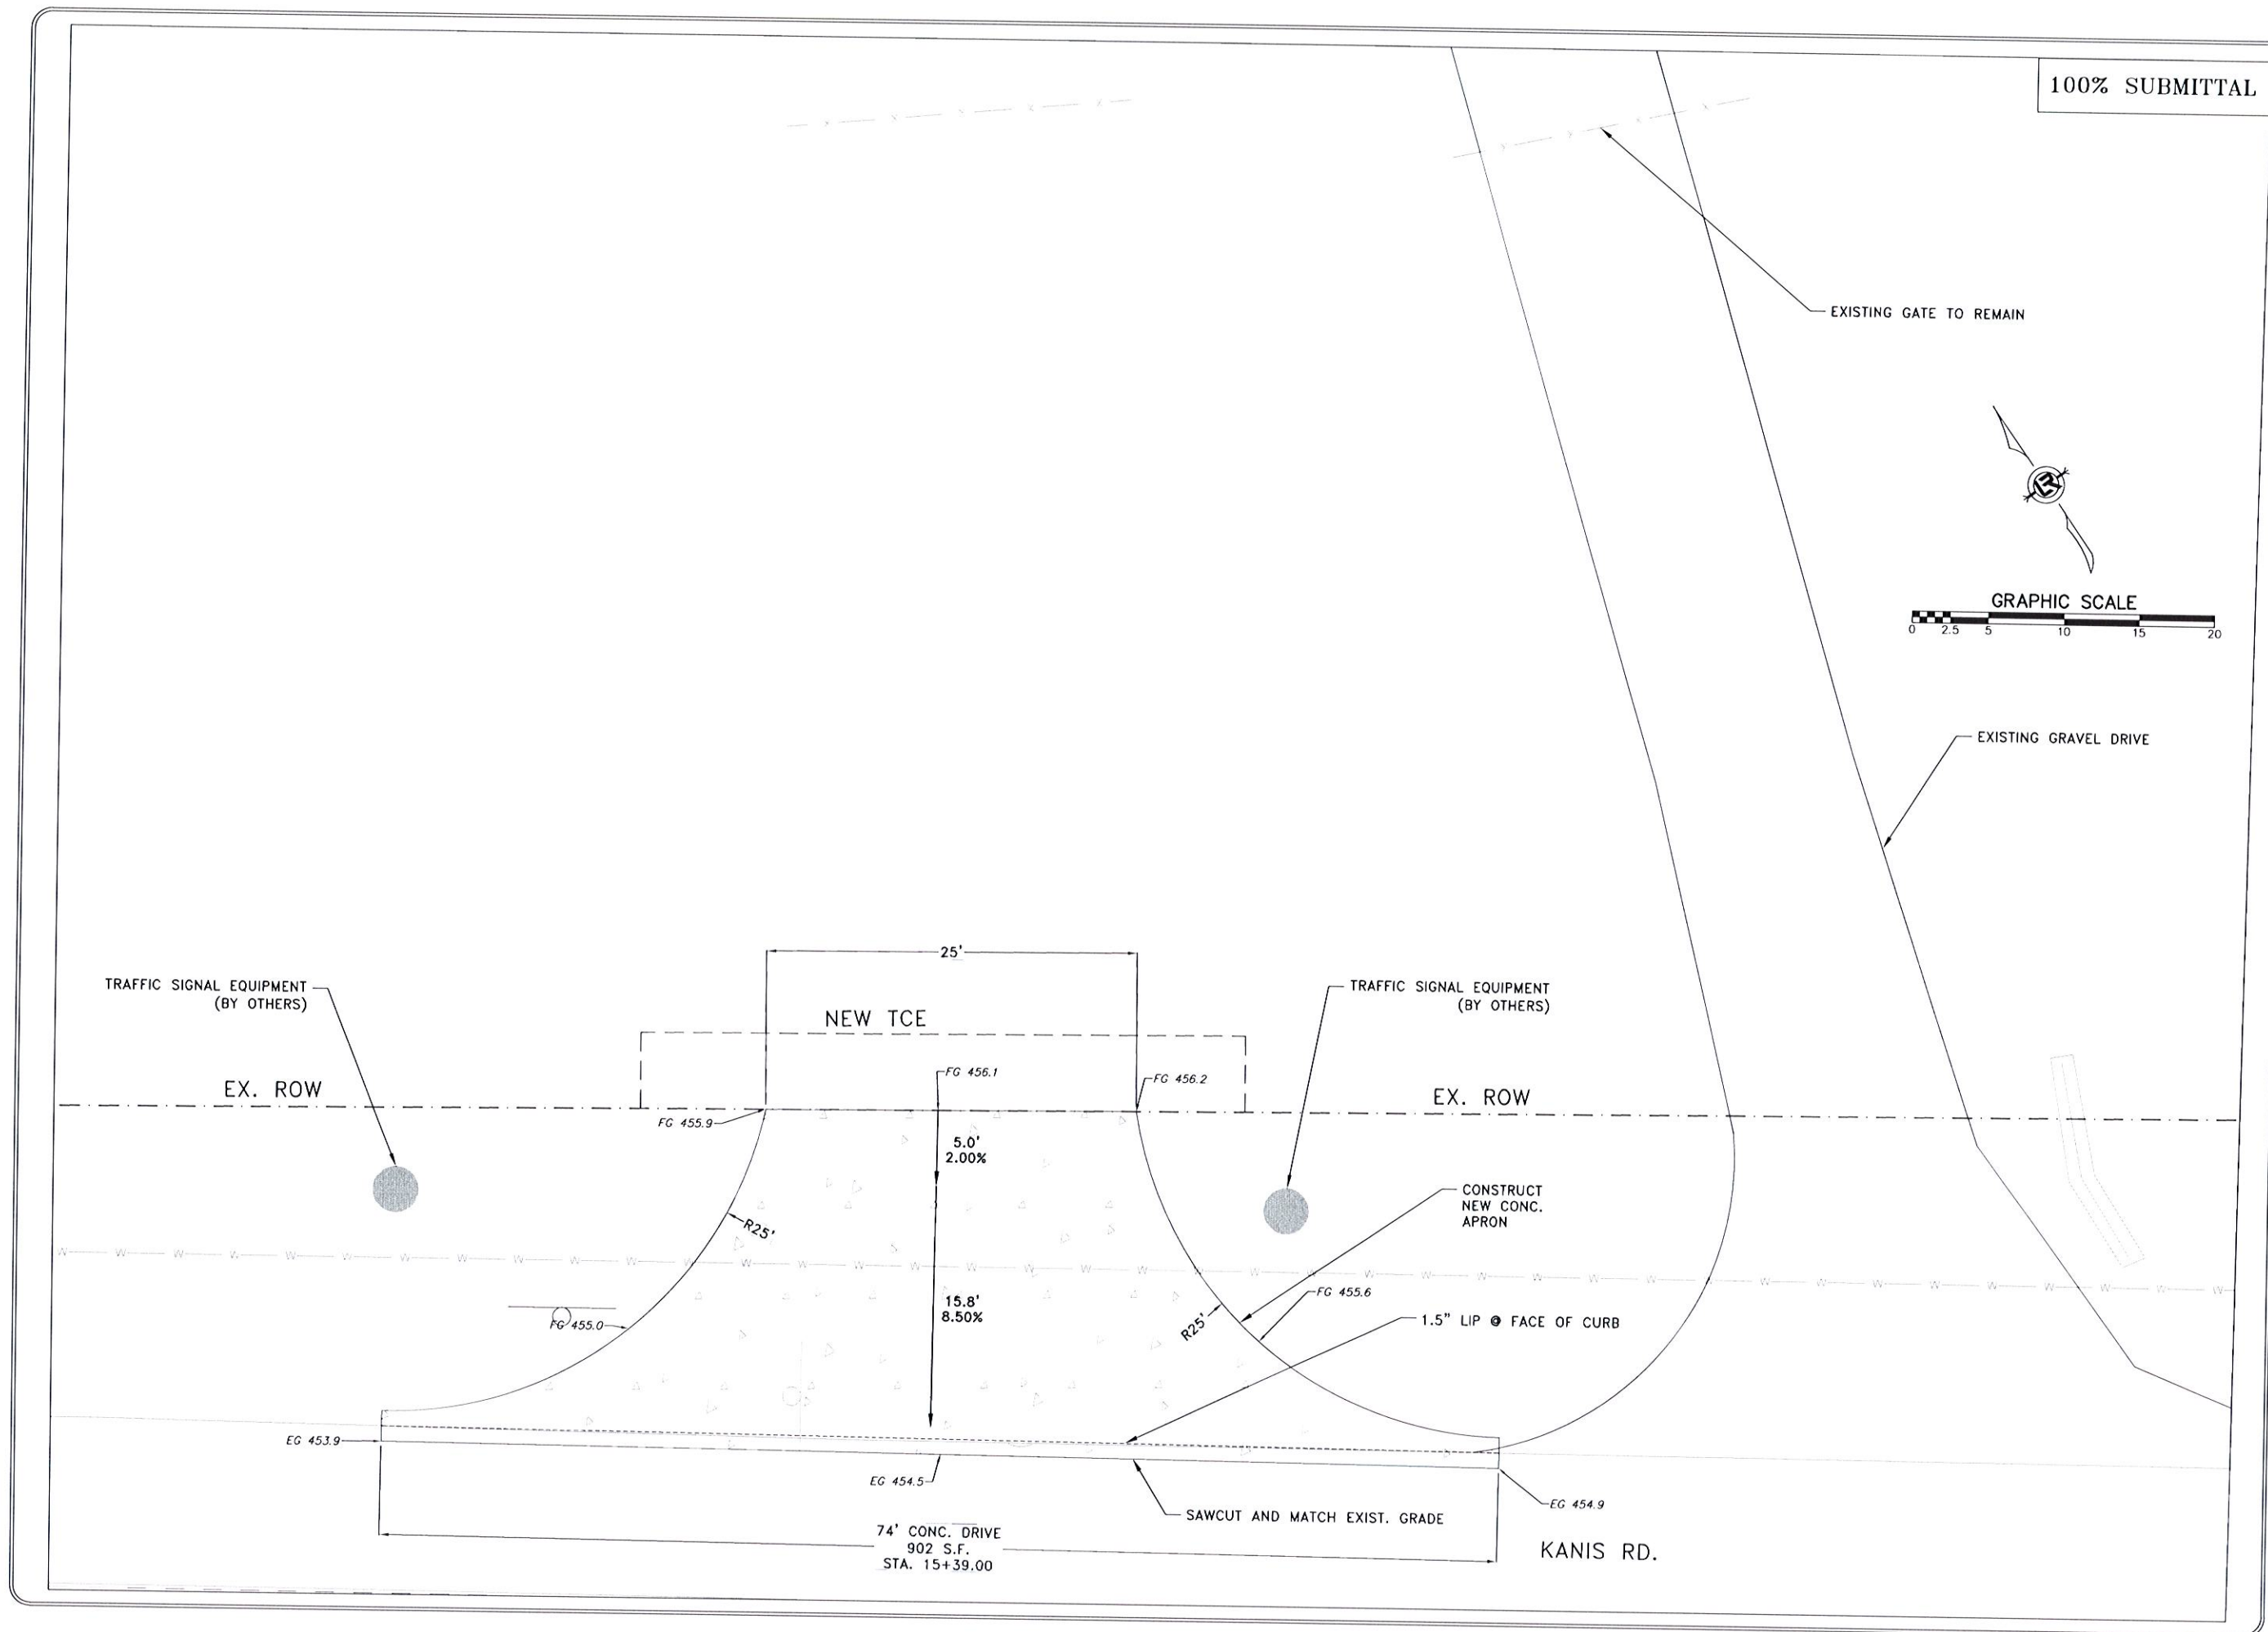 100% SUBMITTAL
EXISTING GATE TO REMAIN
GRAPHIC SCALE
0 2.5 5 10 15 20
EXISTING GRAVEL DRIVE
25'
TRAFFIC SIGNAL EQUIPMENT
(BY OTHERS)
TRAFFIC SIGNAL EQUIPMENT
(BY OTHERS)
NEW TCE
EX. ROW
FG 456.1
FG 456.2
EX. ROW
FG 455.9
5.0'
2.00%
R25'
CONSTRUCT
NEW CONC.
APRON
W W W W W W W W W W W W W W W W W W W W W W W W W W W W W W W W W W W W W W W
15.8'
8.50%
FG 455.0
R25'
FG 455.6
1.5" LIP @ FACE OF CURB
EG 453.9
EG 454.5
SAWCUT AND MATCH EXIST. GRADE
EG 454.9
74' CONC. DRIVE
902 S.F.
STA. 15+39.00
KANIS RD.